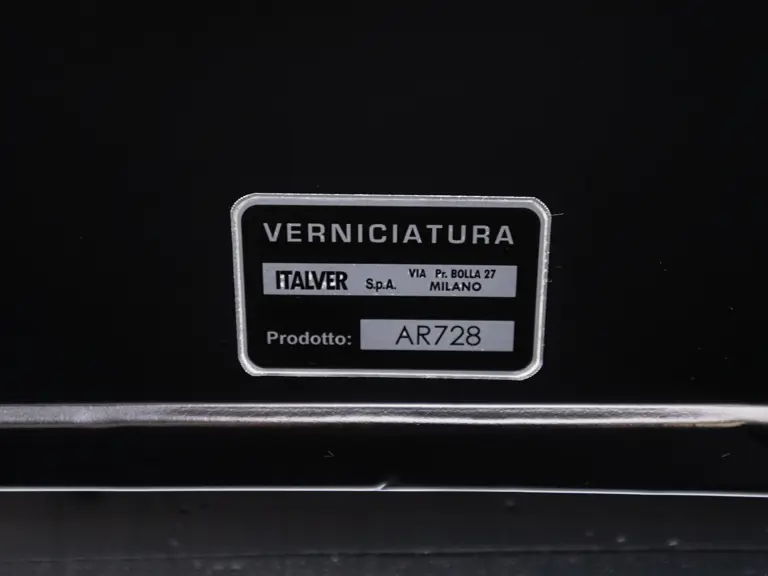 VERNICIATURA
ITALVER S.p.A. VIA Pr. BOLLA 27
MILANO
Prodotto: AR728